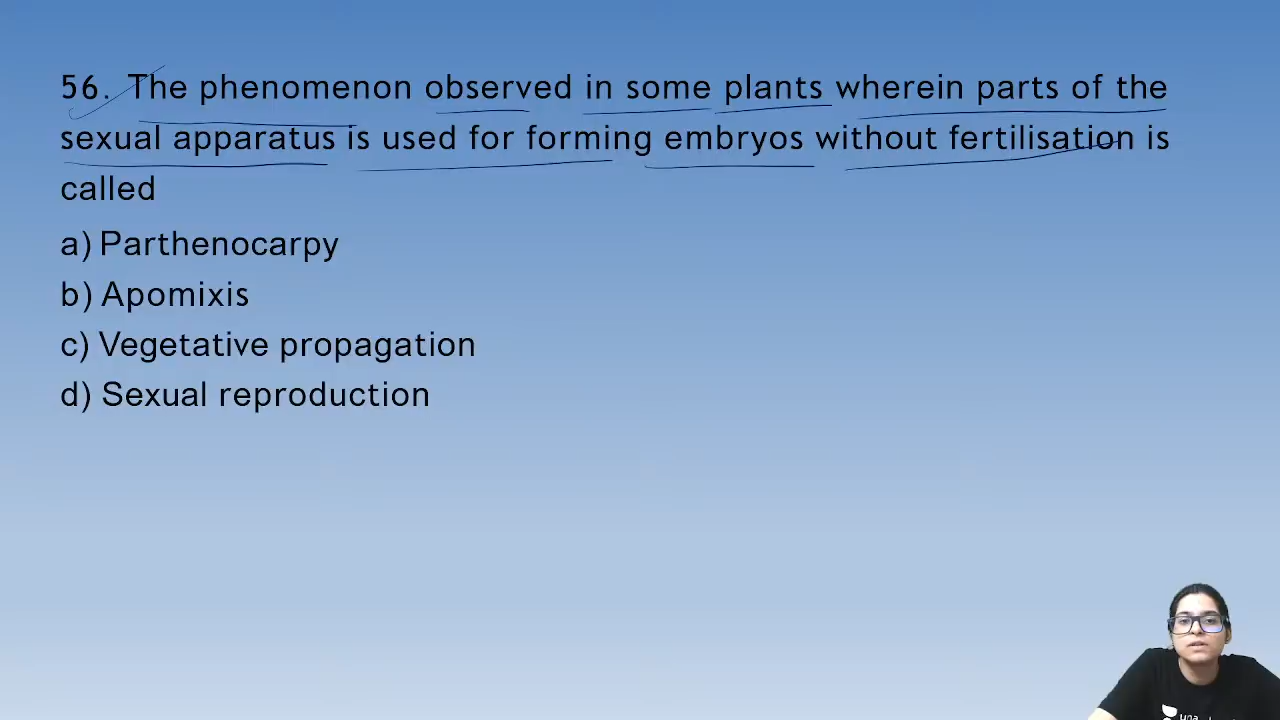 56. The phenomenon observed in some plants wherein parts of the
sexual apparatus is used for forming embryos without fertilisation is
called
a) Parthenocarpy
b) Apomixis
c) Vegetative propagation
d) Sexual reproduction
una